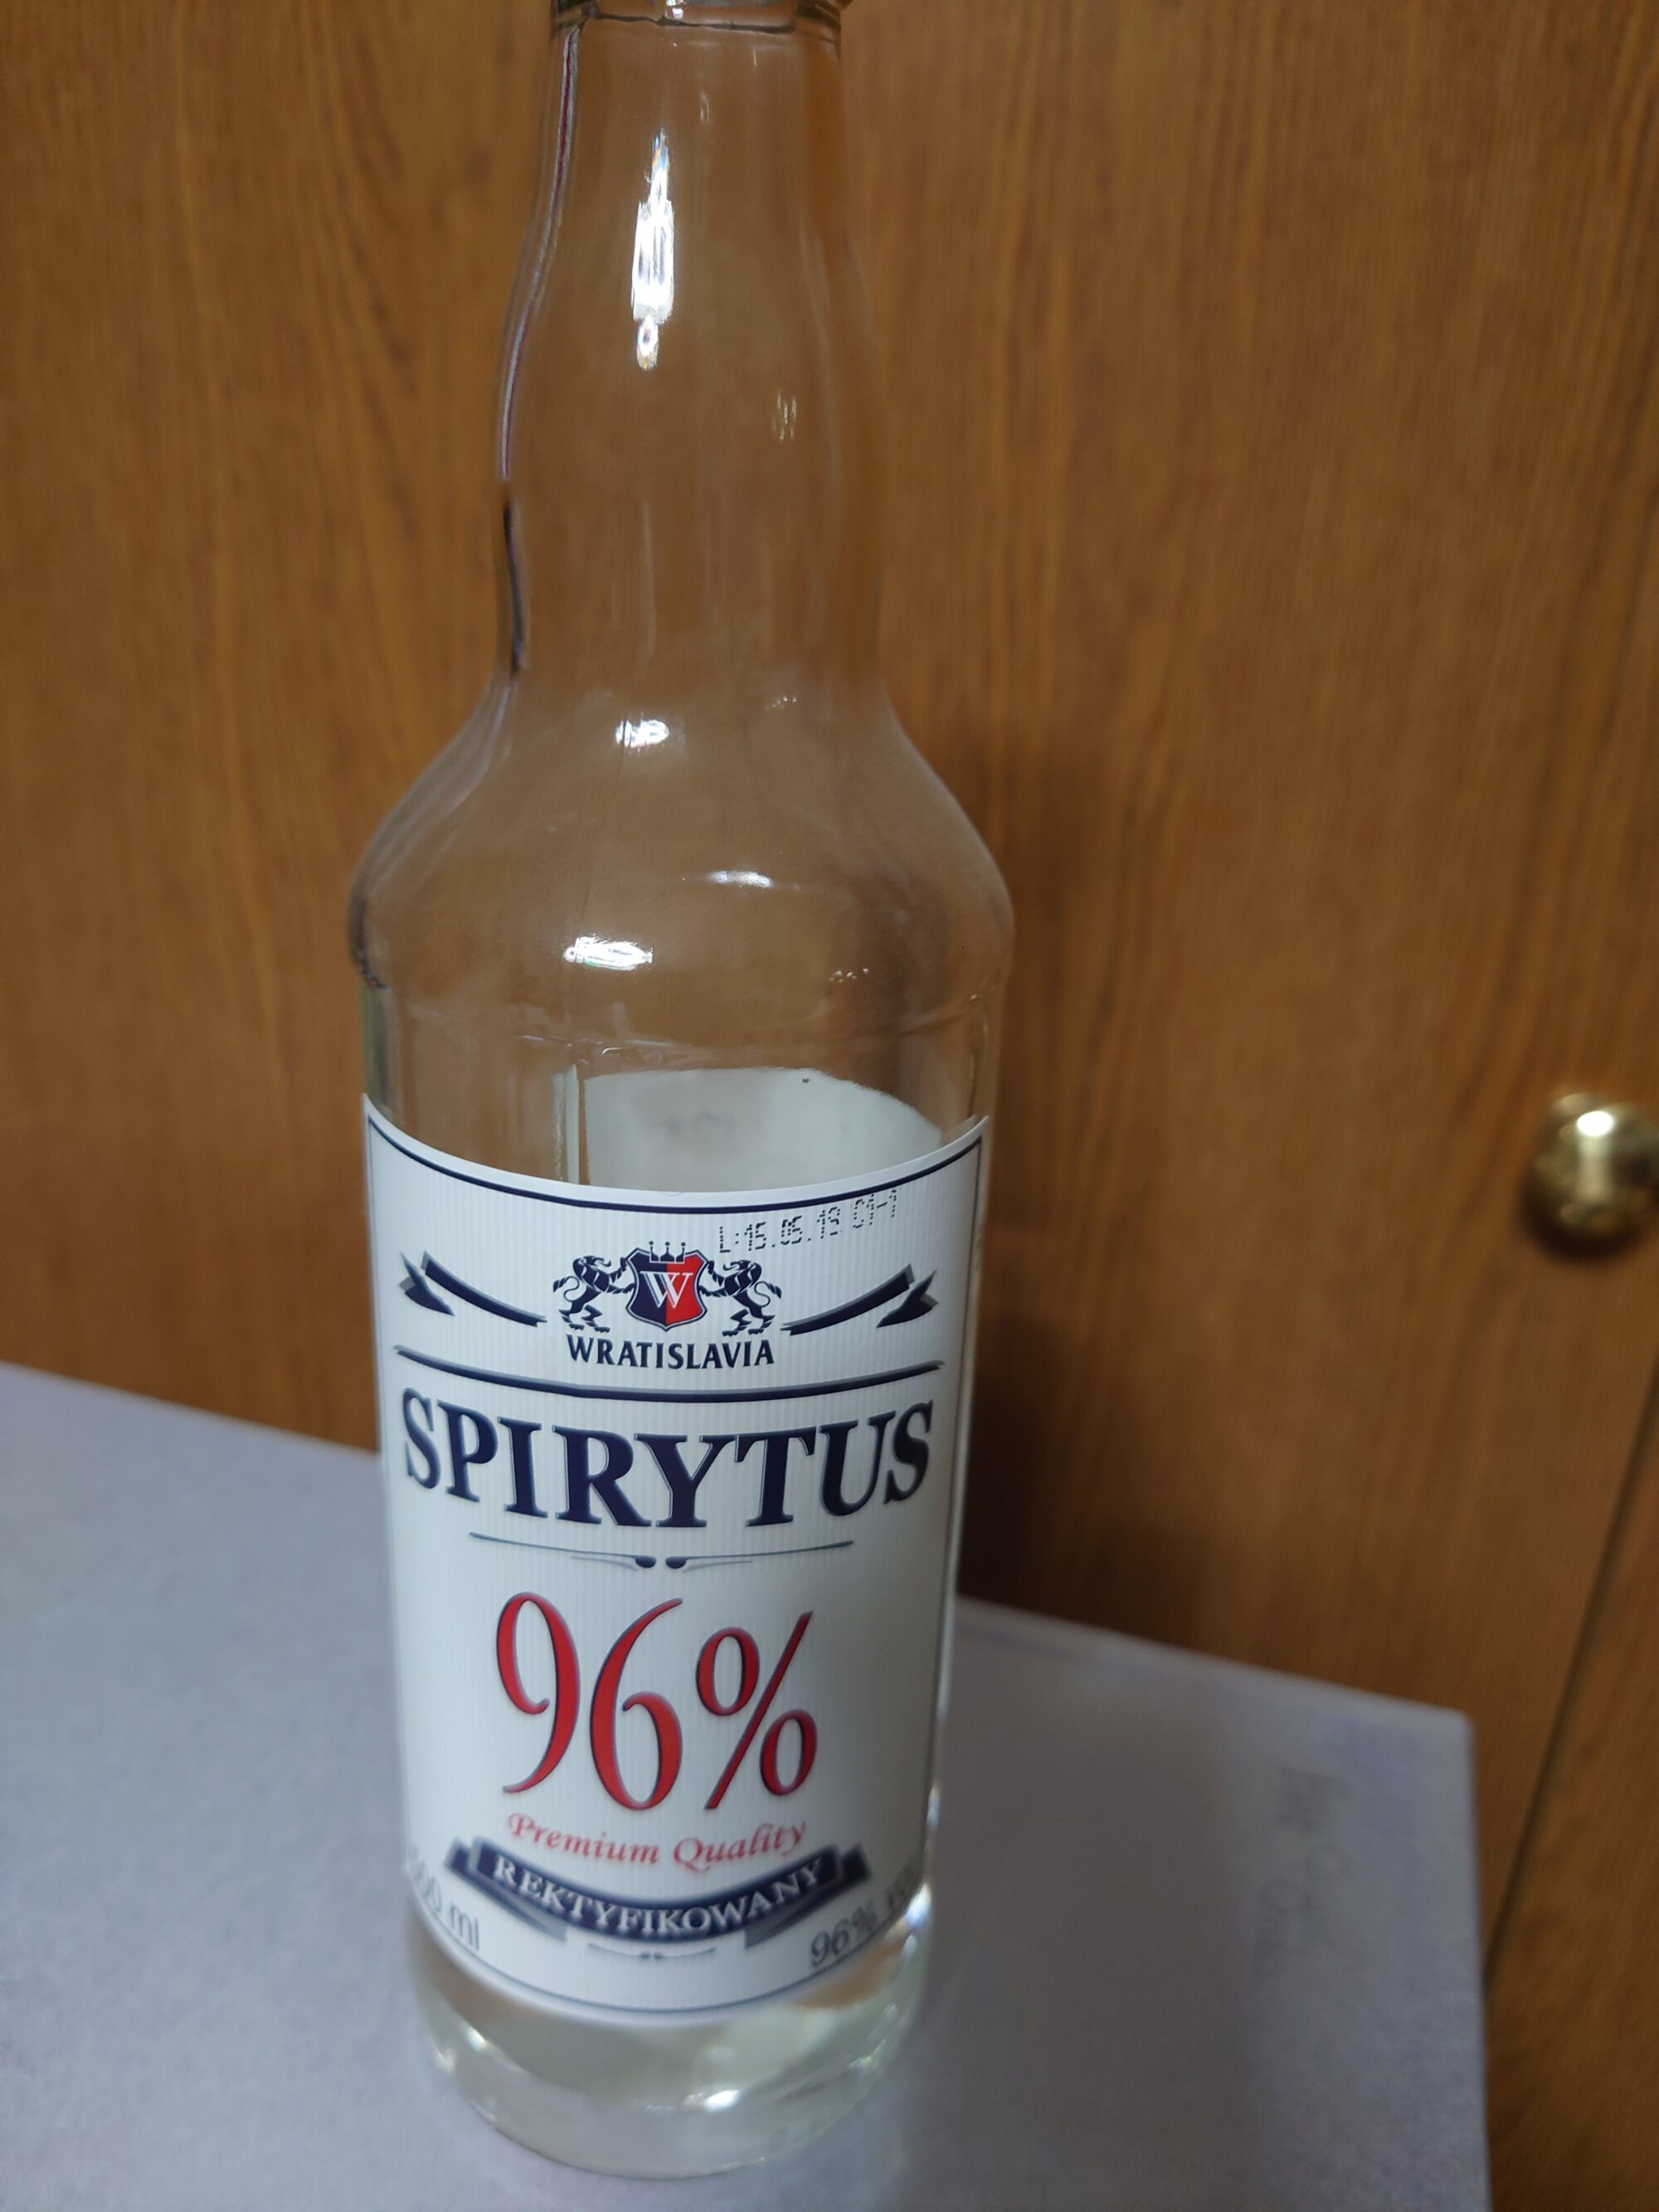 L:15.05.19
W
WRATISLAVIA
SPIRYTUS
96%
Premium Quality
REKTYFIKOWANY
ml 96%